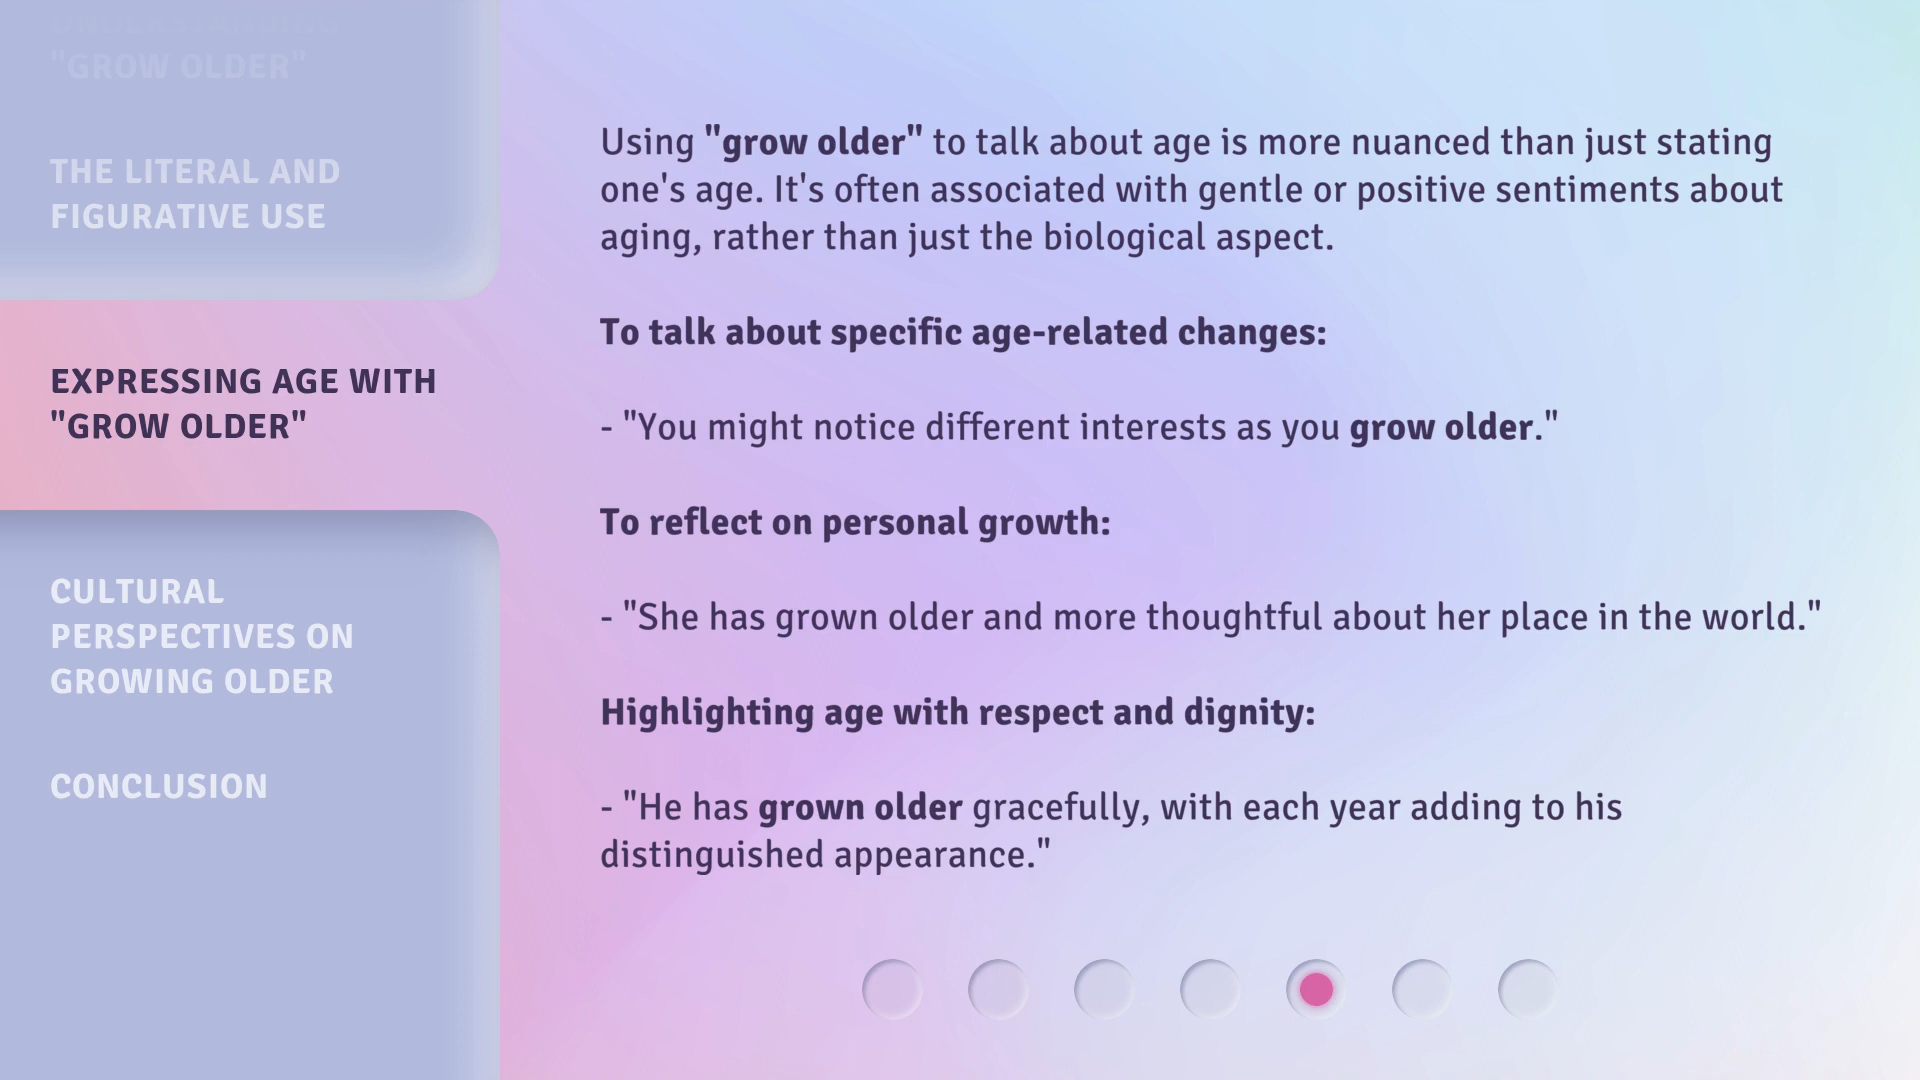 "GROW OLDER"
THE LITERAL AND
FIGURATIVE USE
EXPRESSING AGE WITH
"GROW OLDER"
CULTURAL
PERSPECTIVES ON
GROWING OLDER
CONCLUSION
Using "grow older" to talk about age is more nuanced than just stating
one's age. It's often associated with gentle or positive sentiments about
aging, rather than just the biological aspect.
To talk about specific age-related changes:
- "You might notice different interests as you grow older."
To reflect on personal growth:
- "She has grown older and more thoughtful about her place in the world."
Highlighting age with respect and dignity:
- "He has grown older gracefully, with each year adding to his
distinguished appearance."